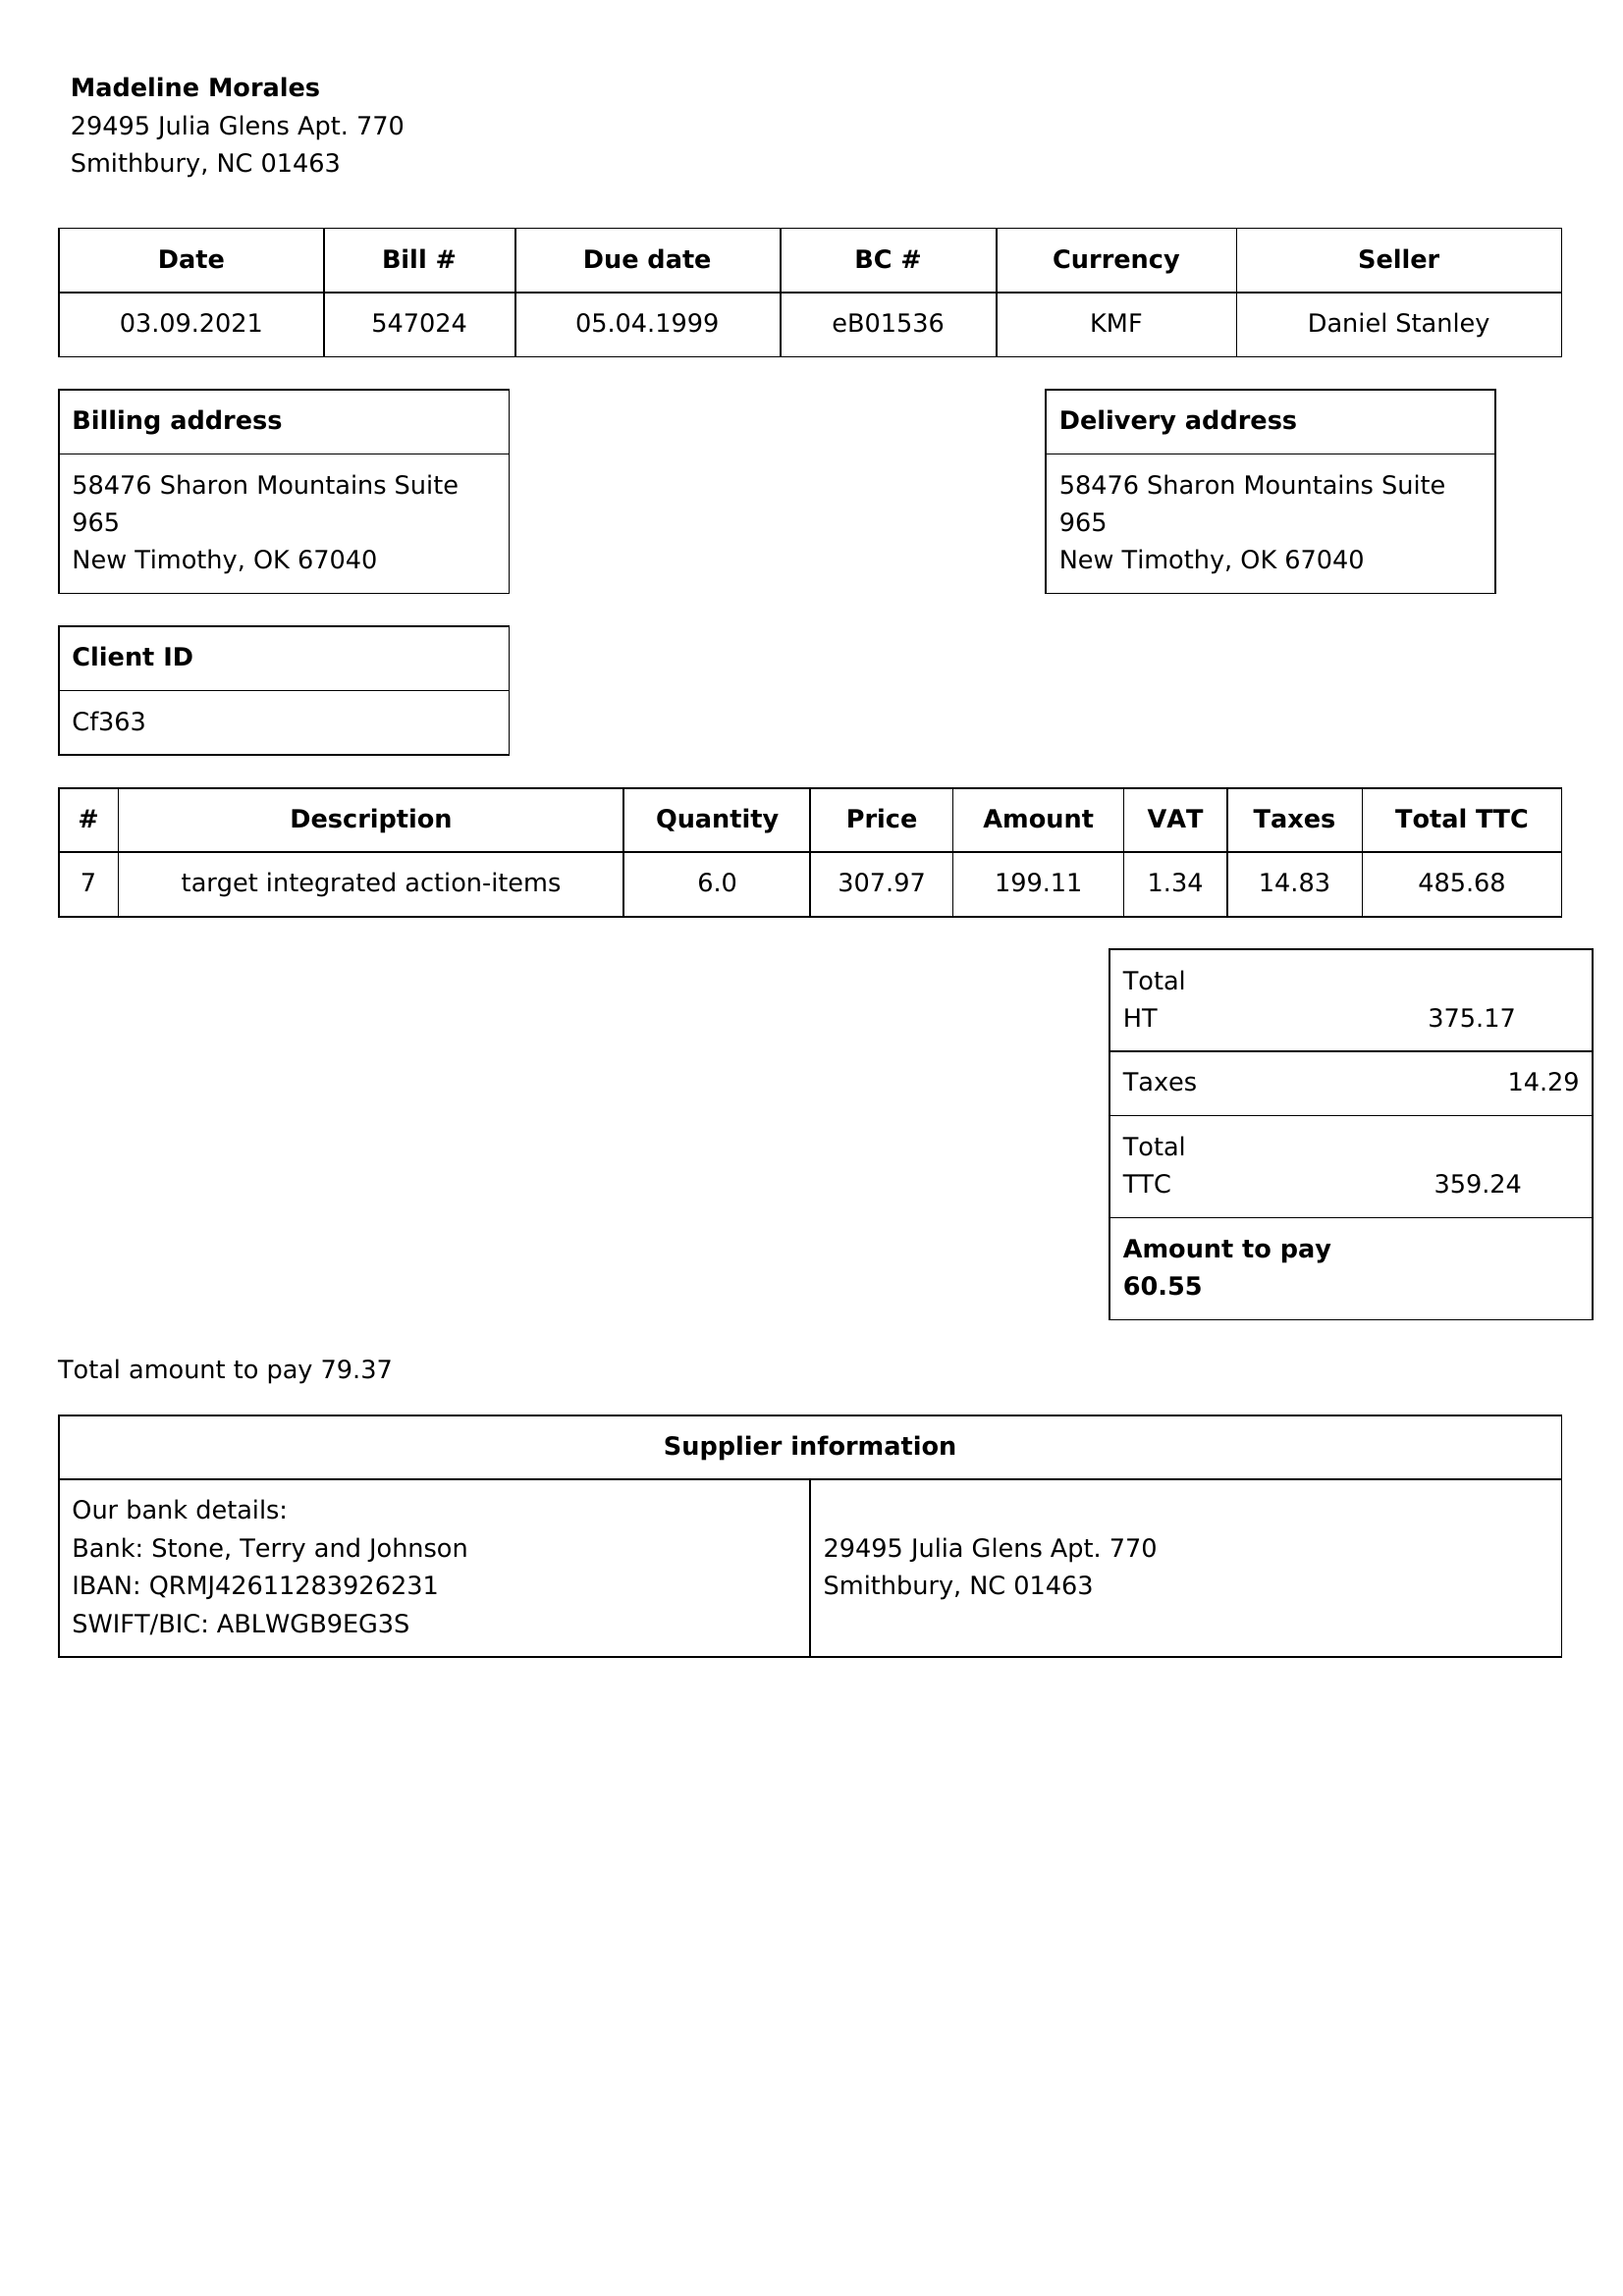 Madeline Morales
29495 Julia Glens Apt. 770
Smithbury, NC 01463
Date Bill # Due date BC # Currency Seller
03.09.2021 547024 05.04.1999 eB01536 KMF Daniel Stanley
Billing address
58476 Sharon Mountains Suite
965
New Timothy, OK 67040
Delivery address
58476 Sharon Mountains Suite
965
New Timothy, OK 67040
Client ID
Cf363
# Description Quantity Price Amount VAT Taxes Total TTC
7 target integrated action-items 6.0 307.97 199.11 1.34 14.83 485.68
Total
HT 375.17
Taxes 14.29
Total
TTC 359.24
Amount to pay
60.55
Total amount to pay 79.37
Supplier information
Our bank details:
Bank: Stone, Terry and Johnson
IBAN: QRMJ42611283926231
SWIFT/BIC: ABLWGB9EG3S
29495 Julia Glens Apt. 770
Smithbury, NC 01463